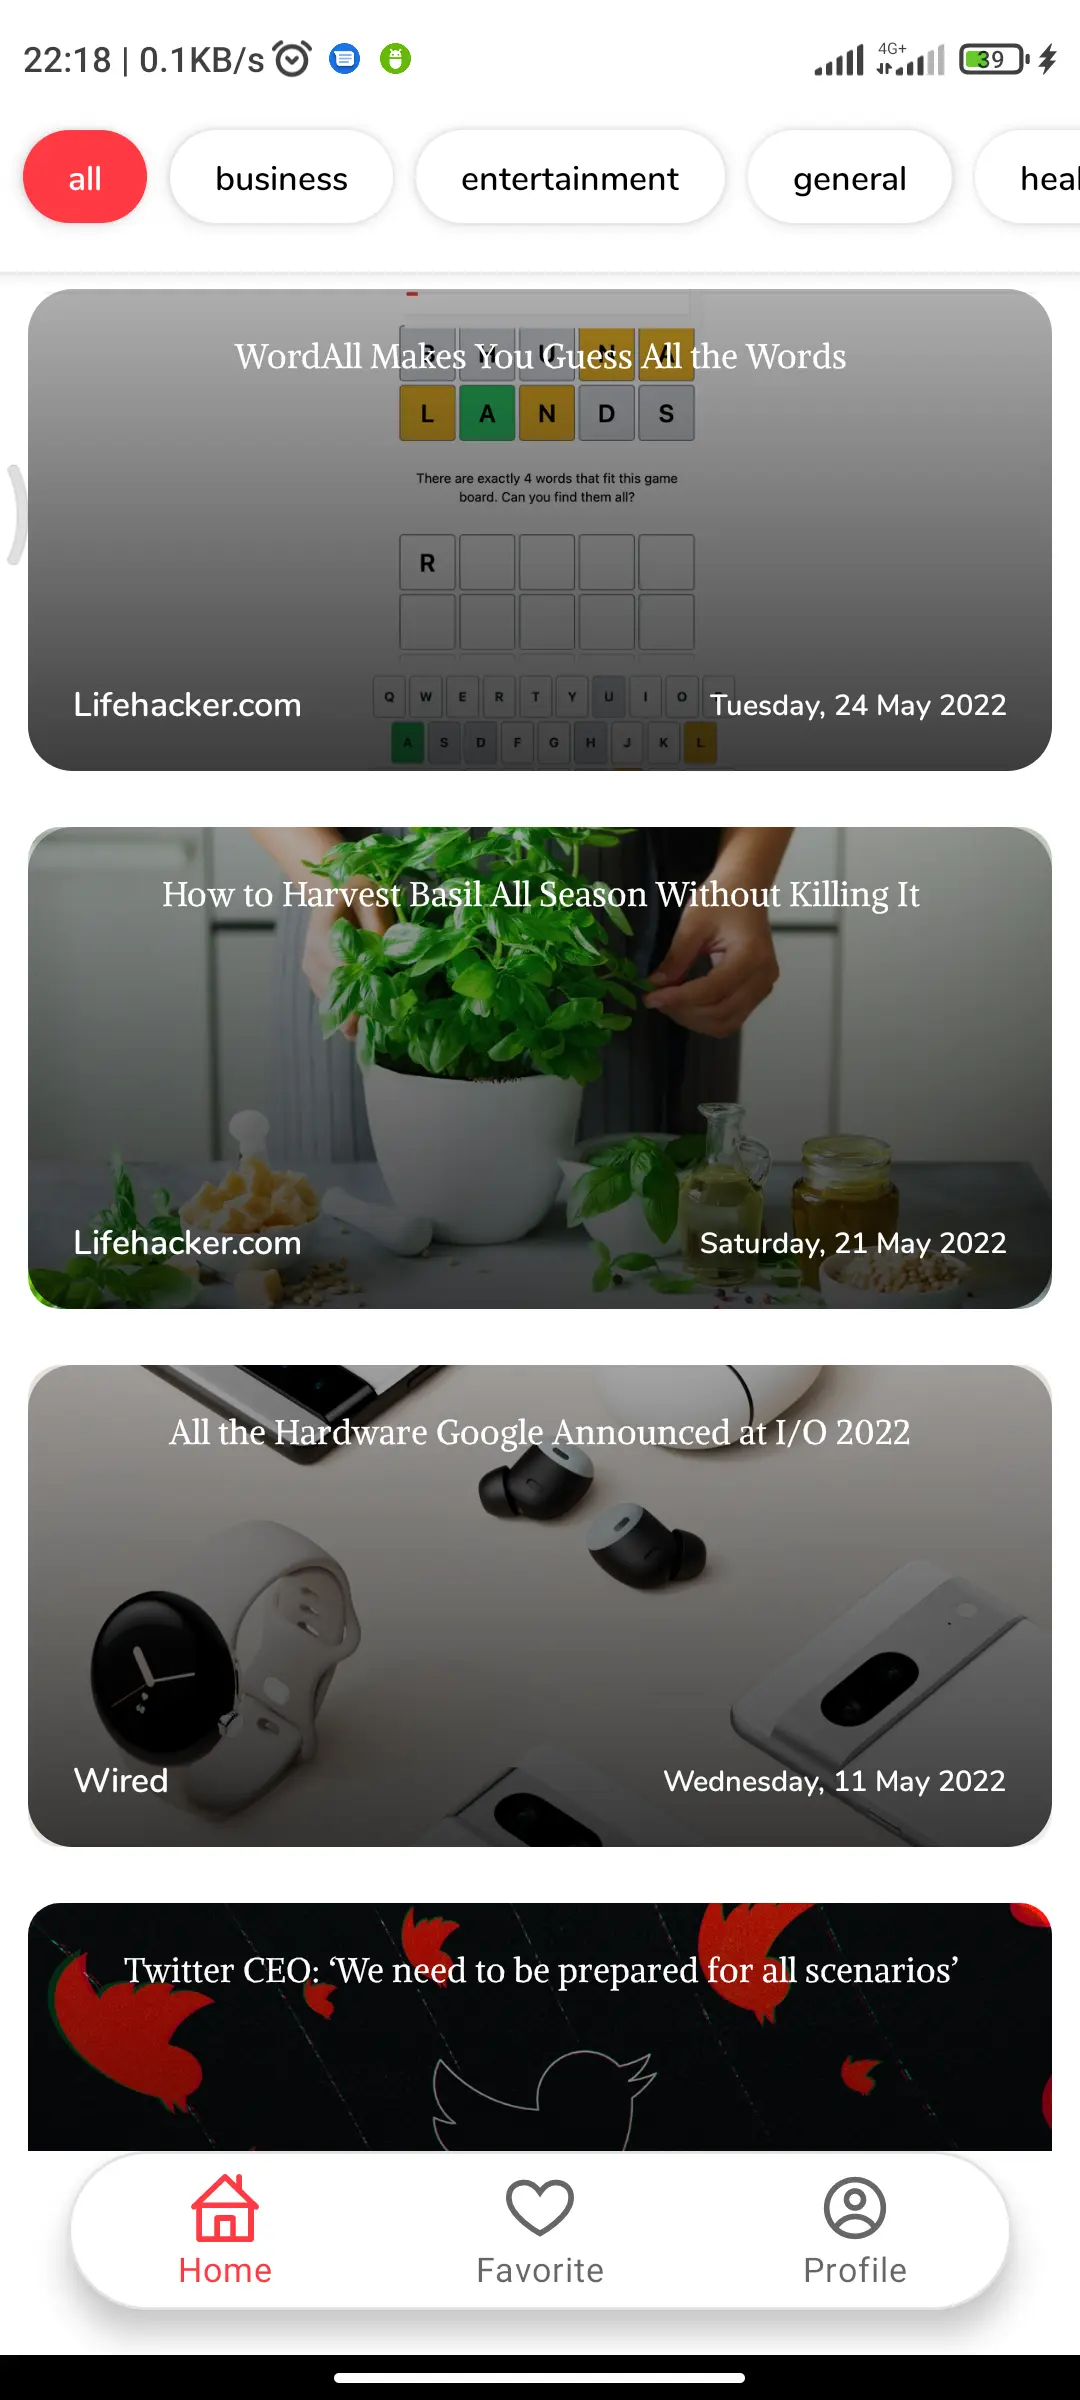 22:18 | 0.1KB/s
4G+
39
all
business
entertainment
general
heal
WordAll Makes You Guess All the Words
L A N D S
There are exactly 4 words that fit this game
board. Can you find them all?
R
Q W E R T Y U I O
Lifehacker.com
Tuesday, 24 May 2022
A S D F G H J K L
How to Harvest Basil All Season Without Killing It
Lifehacker.com
Saturday, 21 May 2022
All the Hardware Google Announced at I/O 2022
Wired
Wednesday, 11 May 2022
Twitter CEO: ‘We need to be prepared for all scenarios’
Home
Favorite
Profile